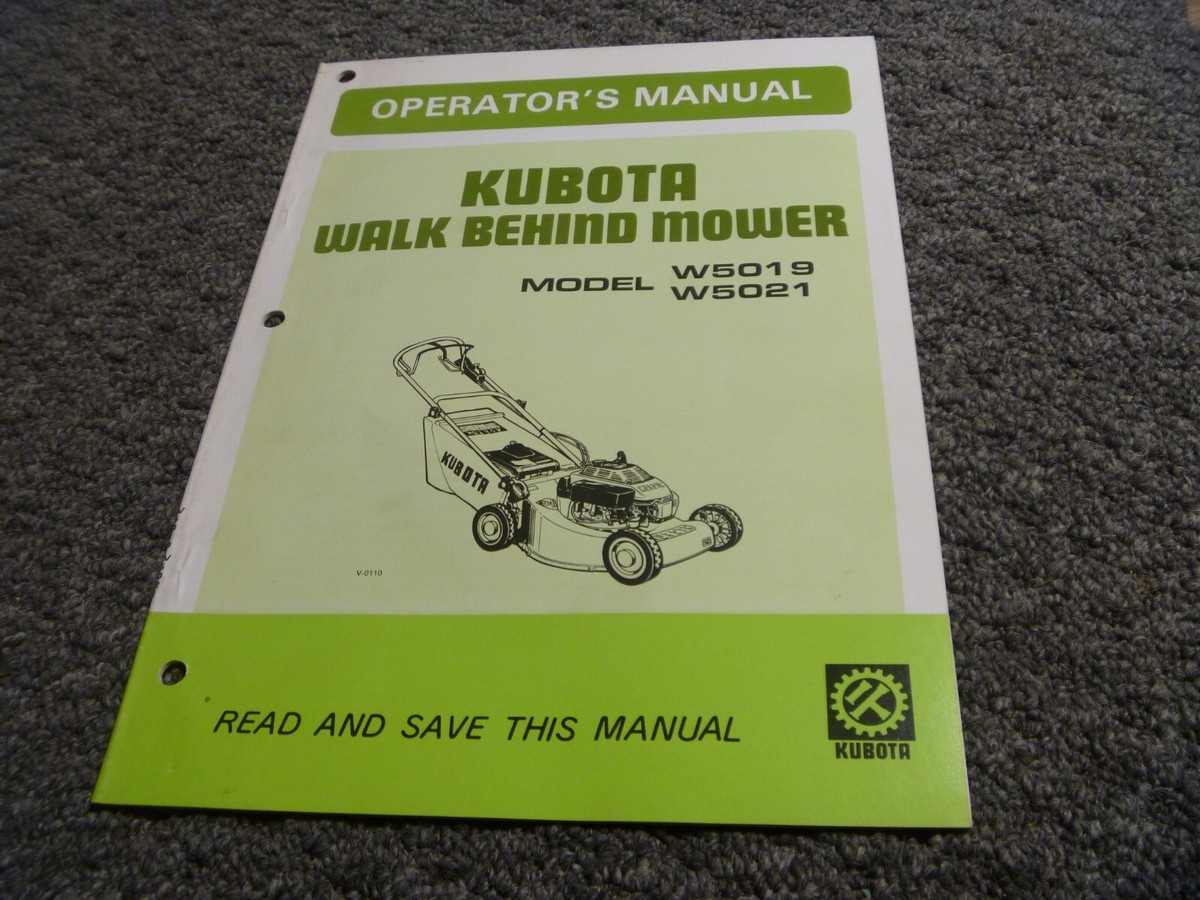 OPERATOR'S MANUAL
KUBOTA
WALK BEHIND MOWER
MODEL W5019
W5021
KUBOTA
V-0110
READ AND SAVE THIS MANUAL
KUBOTA